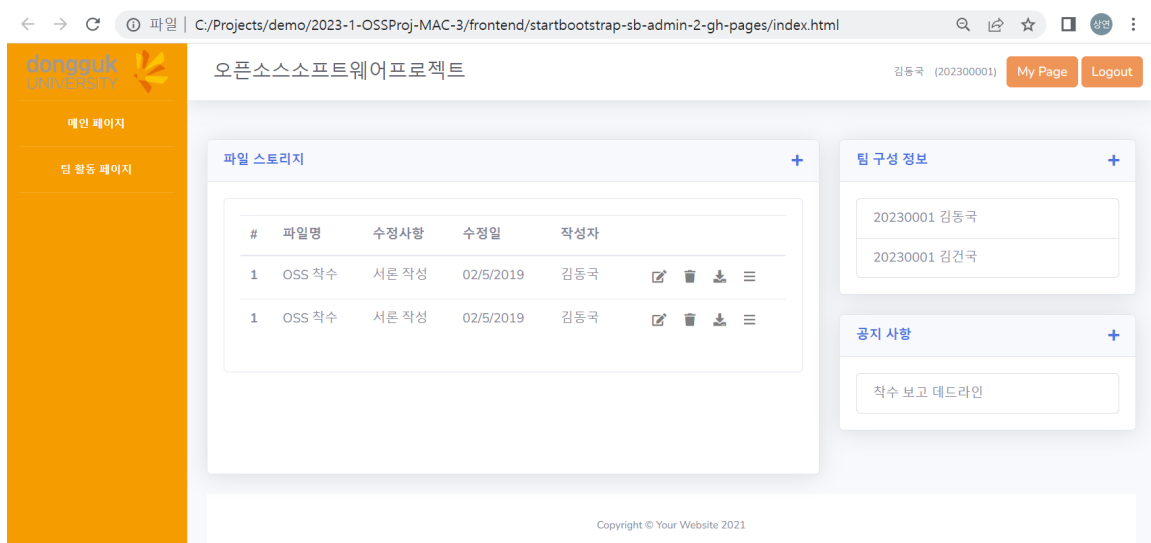 파일 C:/Projects/demo/2023-1-OSSProj-MAC-3/frontend/startbootstrap-sb-admin-2-gh-pages/index.html 상연
dongguk
UNIVERSITY
오픈소스소프트웨어프로젝트
김동국 (202300001) My Page Logout
메인 페이지
팀 활동 페이지
파일 스토리지
# 파일명 수정사항 수정일 작성자
1 OSS 착수 서론 작성 02/5/2019 김동국
1 OSS 착수 서론 작성 02/5/2019 김동국
팀 구성 정보
20230001 김동국
20230001 김건국
공지 사항
착수 보고 데드라인
Copyright © Your Website 2021